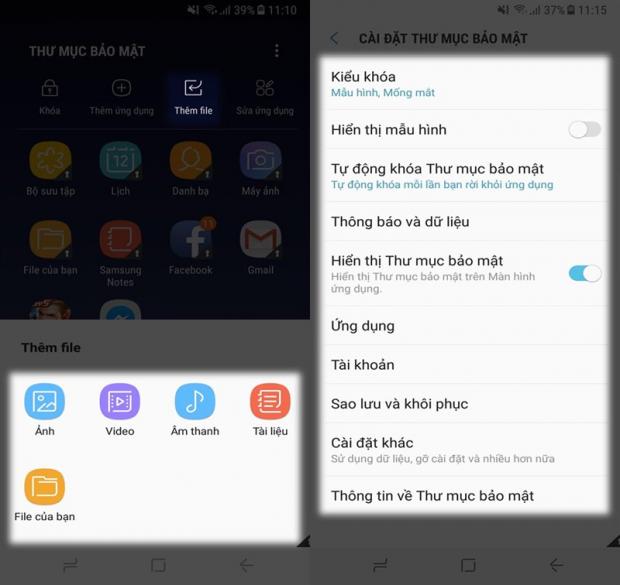 39% 11:10
THƯ MỤC BẢO MẬT
Khóa Thêm ứng dụng Thêm file Sửa ứng dụng
12
Bộ sưu tập Lịch Danh bạ Máy ảnh
11
File của bạn Samsung Notes Facebook Gmail
Thêm file
Ảnh Video Âm thanh Tài liệu
File của bạn
37% 11:15
CÀI ĐẶT THƯ MỤC BẢO MẬT
Kiểu khóa
Mẫu hình, Mống mắt
Hiển thị mẫu hình
Tự động khóa Thư mục bảo mật
Tự động khóa mỗi lần bạn rời khỏi ứng dụng
Thông báo và dữ liệu
Hiển thị Thư mục bảo mật
Hiển thị Thư mục bảo mật trên Màn hình
ứng dụng.
Ứng dụng
Tài khoản
Sao lưu và khôi phục
Cài đặt khác
Sử dụng dữ liệu, gỡ cài đặt và nhiều hơn nữa
Thông tin về Thư mục bảo mật